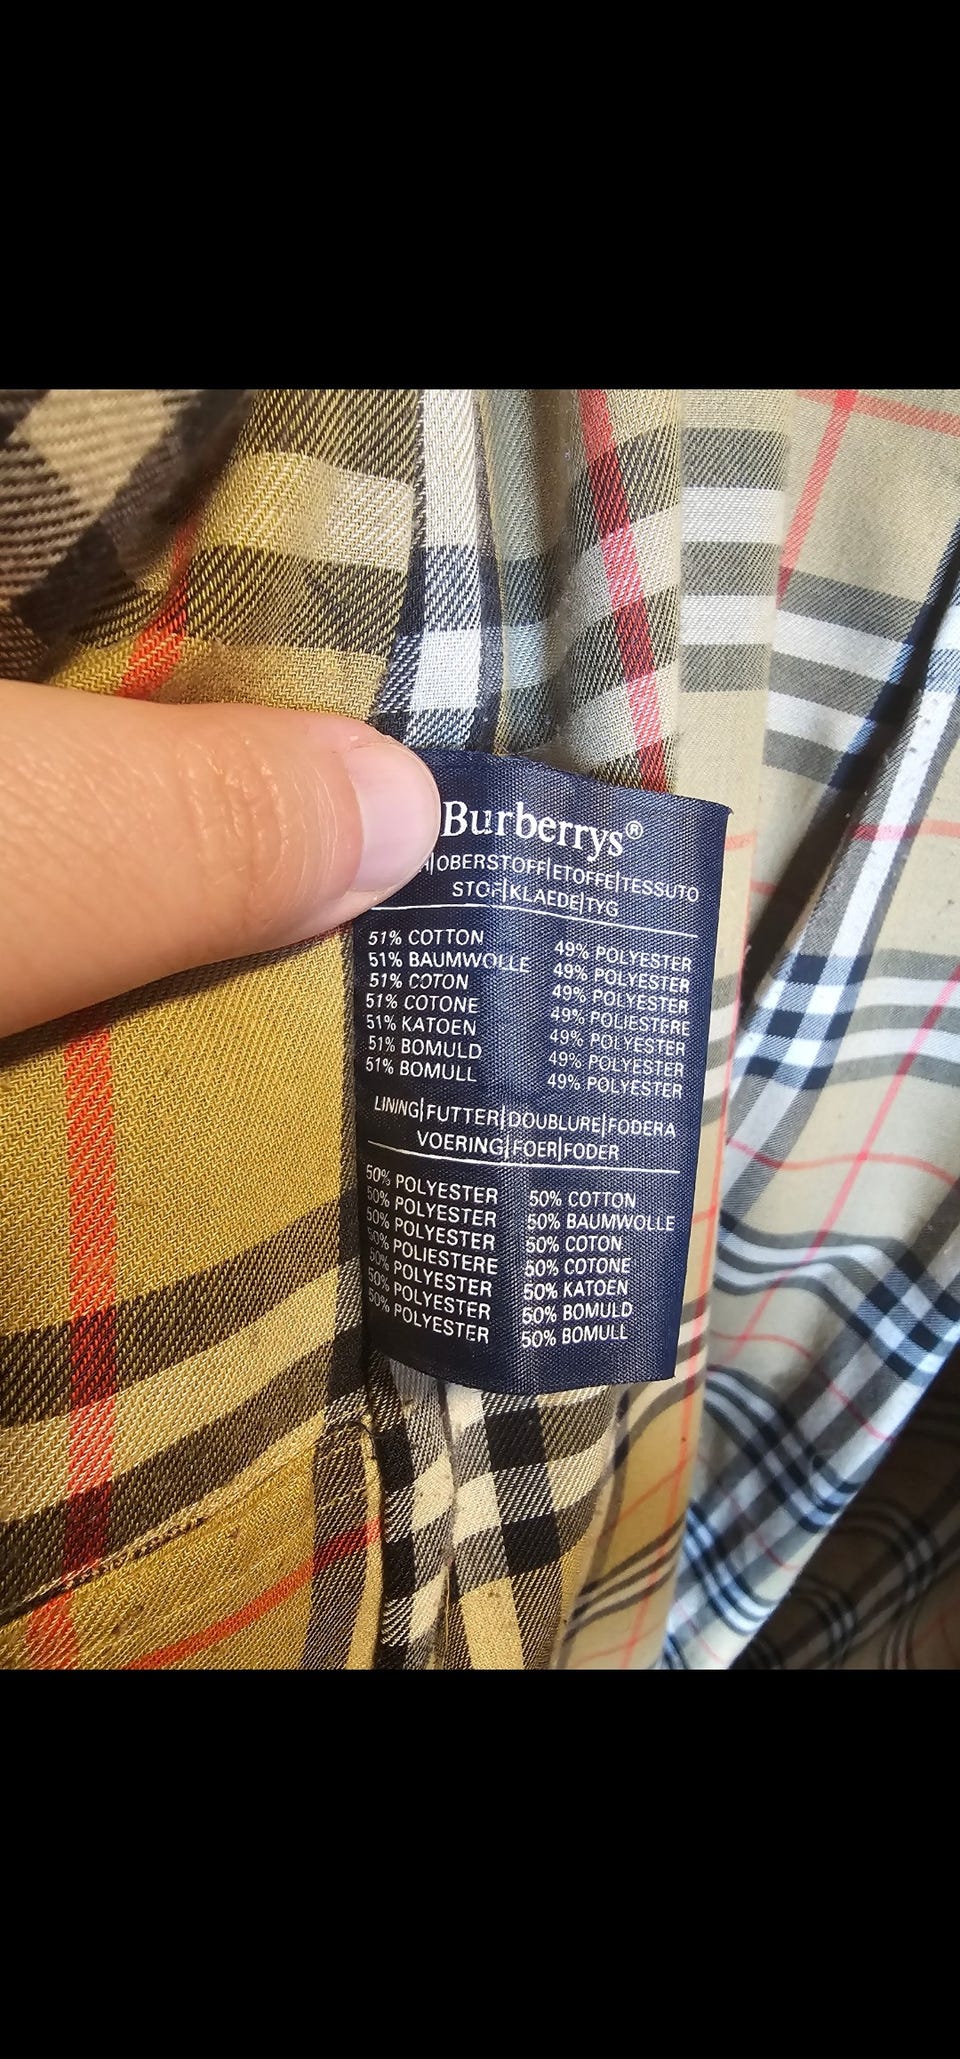 Burberrys®
OBERSTOFF|ETOFFE|TESSUTO
STOF|KLAEDE|TYG
51% COTTON 49% POLYESTER
51% BAUMWOLLE 49% POLYESTER
51% COTON 49% POLYESTER
51% COTONE 49% POLIESTERE
51% KATOEN 49% POLYESTER
51% BOMULD 49% POLYESTER
51% BOMULL 49% POLYESTER
LINING|FUTTER|DOUBLURE|FODERA
VOERING|FOER|FODER
50% POLYESTER 50% COTTON
50% POLYESTER 50% BAUMWOLLE
50% POLYESTER 50% COTON
50% POLIESTERE 50% COTONE
50% POLYESTER 50% KATOEN
50% POLYESTER 50% BOMULD
50% POLYESTER 50% BOMULL